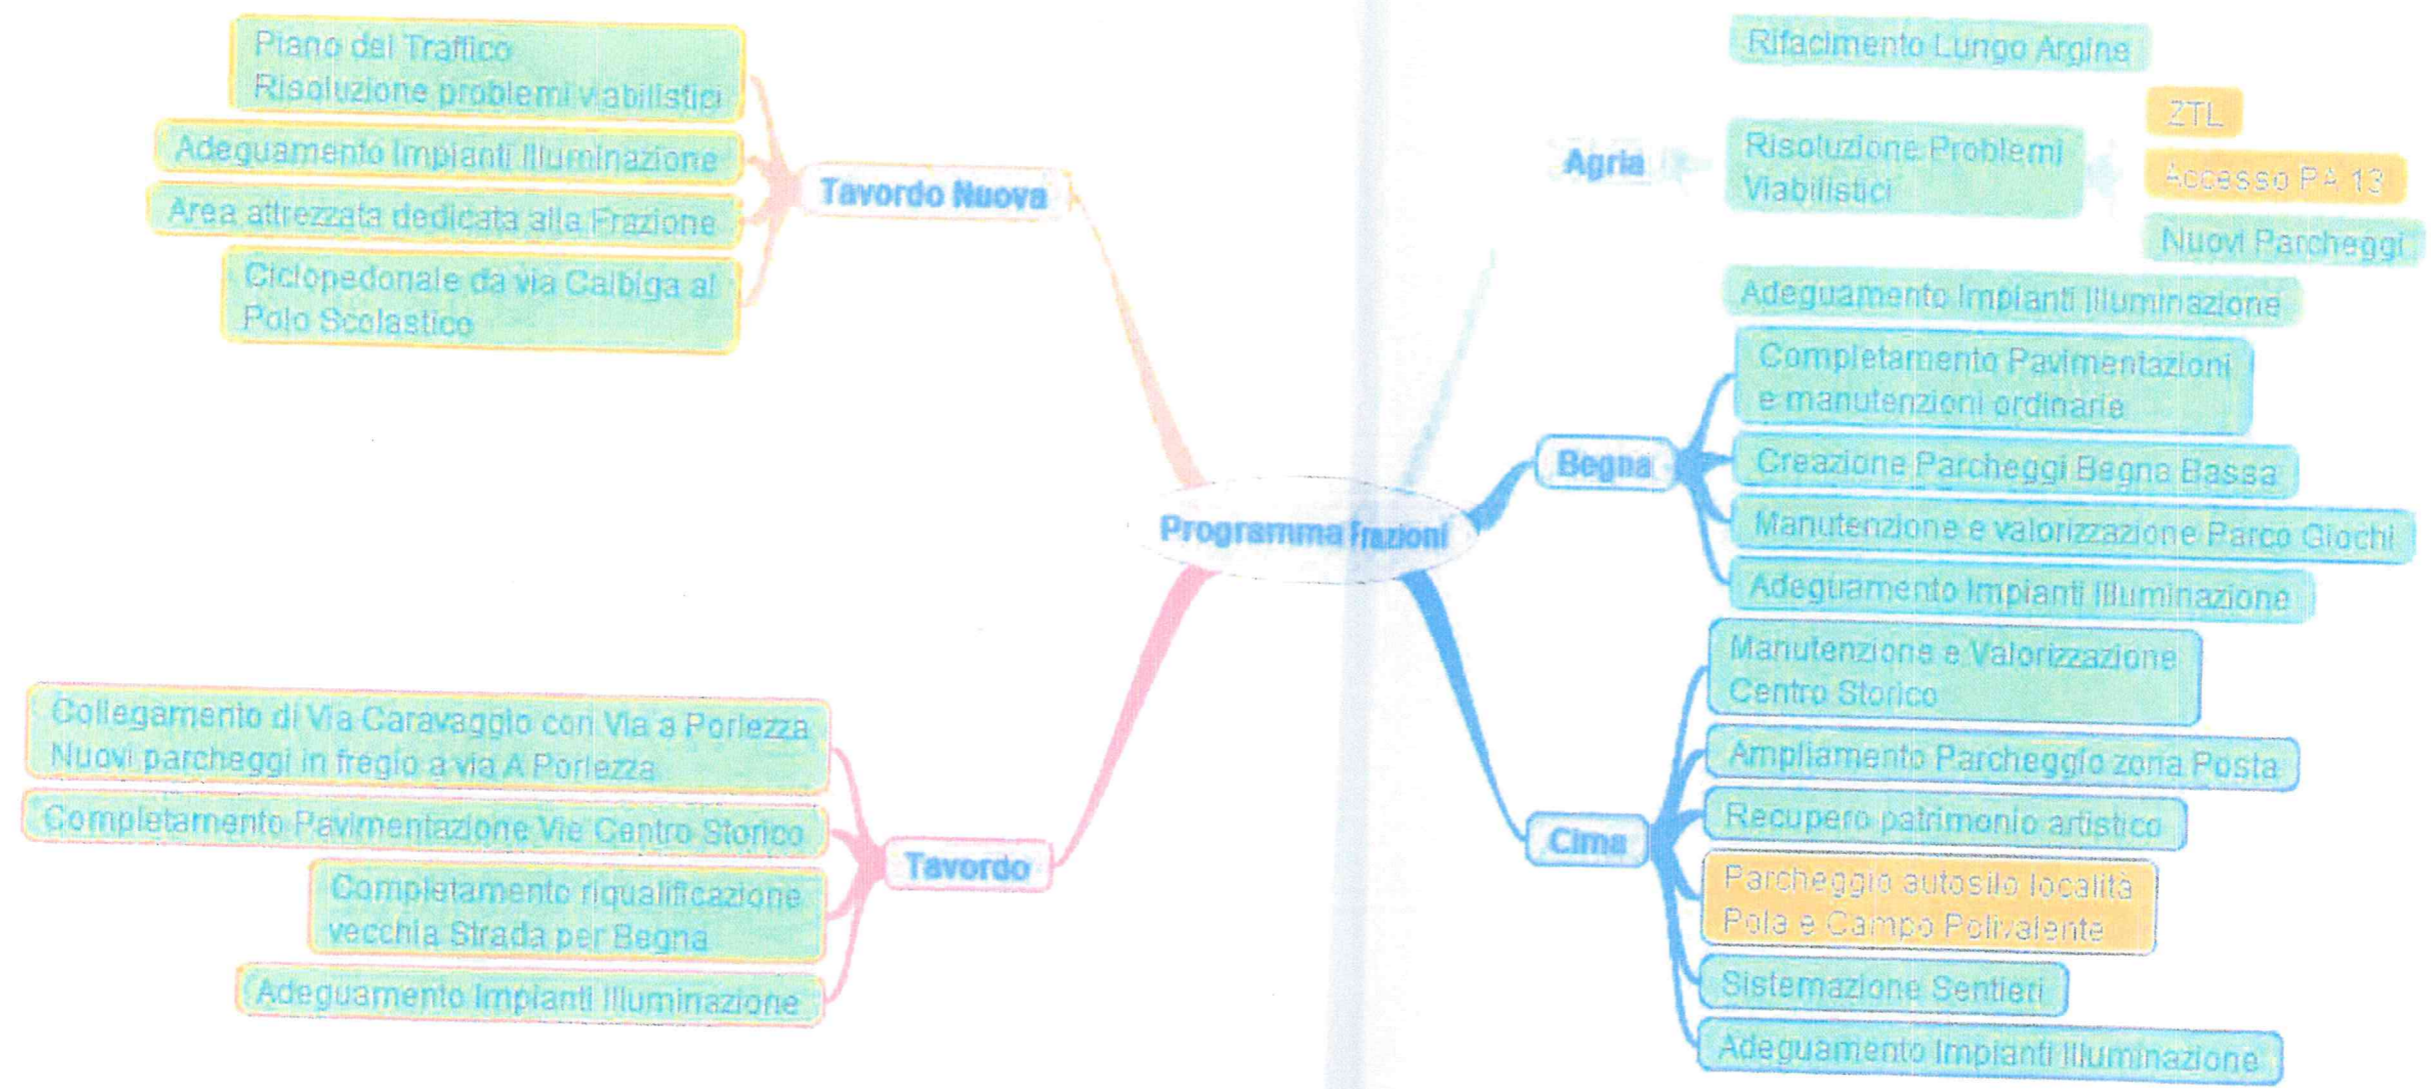 Piano del Traffico
Risoluzione problemi viabilistici
Adeguamento Impianti Illuminazione
Area attrezzata dedicata alla Frazione
Ciclopedonale da via Calbiga al
Polo Scolastico
Tavordo Nuova
Programma Frazioni
Collegamento di Via Caravaggio con Via a Porlezza
Nuovi parcheggi in fregio a via A Porlezza
Completamento Pavimentazione Vie Centro Storico
Completamento riqualificazione
vecchia Strada per Begna
Adeguamento Impianti Illuminazione
Tavordo
Agria
Rifacimento Lungo Argine
Risoluzione Problemi
Viabilistici
ZTL
Accesso PA 13
Nuovi Parcheggi
Adeguamento Impianti Illuminazione
Begna
Completamento Pavimentazioni
e manutenzioni ordinarie
Creazione Parcheggi Begna Bassa
Manutenzione e valorizzazione Parco Giochi
Adeguamento Impianti Illuminazione
Cima
Manutenzione e Valorizzazione
Centro Storico
Ampliamento Parcheggio zona Posta
Recupero patrimonio artistico
Parcheggio autosilo località
Pola e Campo Polivalente
Sistemazione Sentieri
Adeguamento Impianti Illuminazione